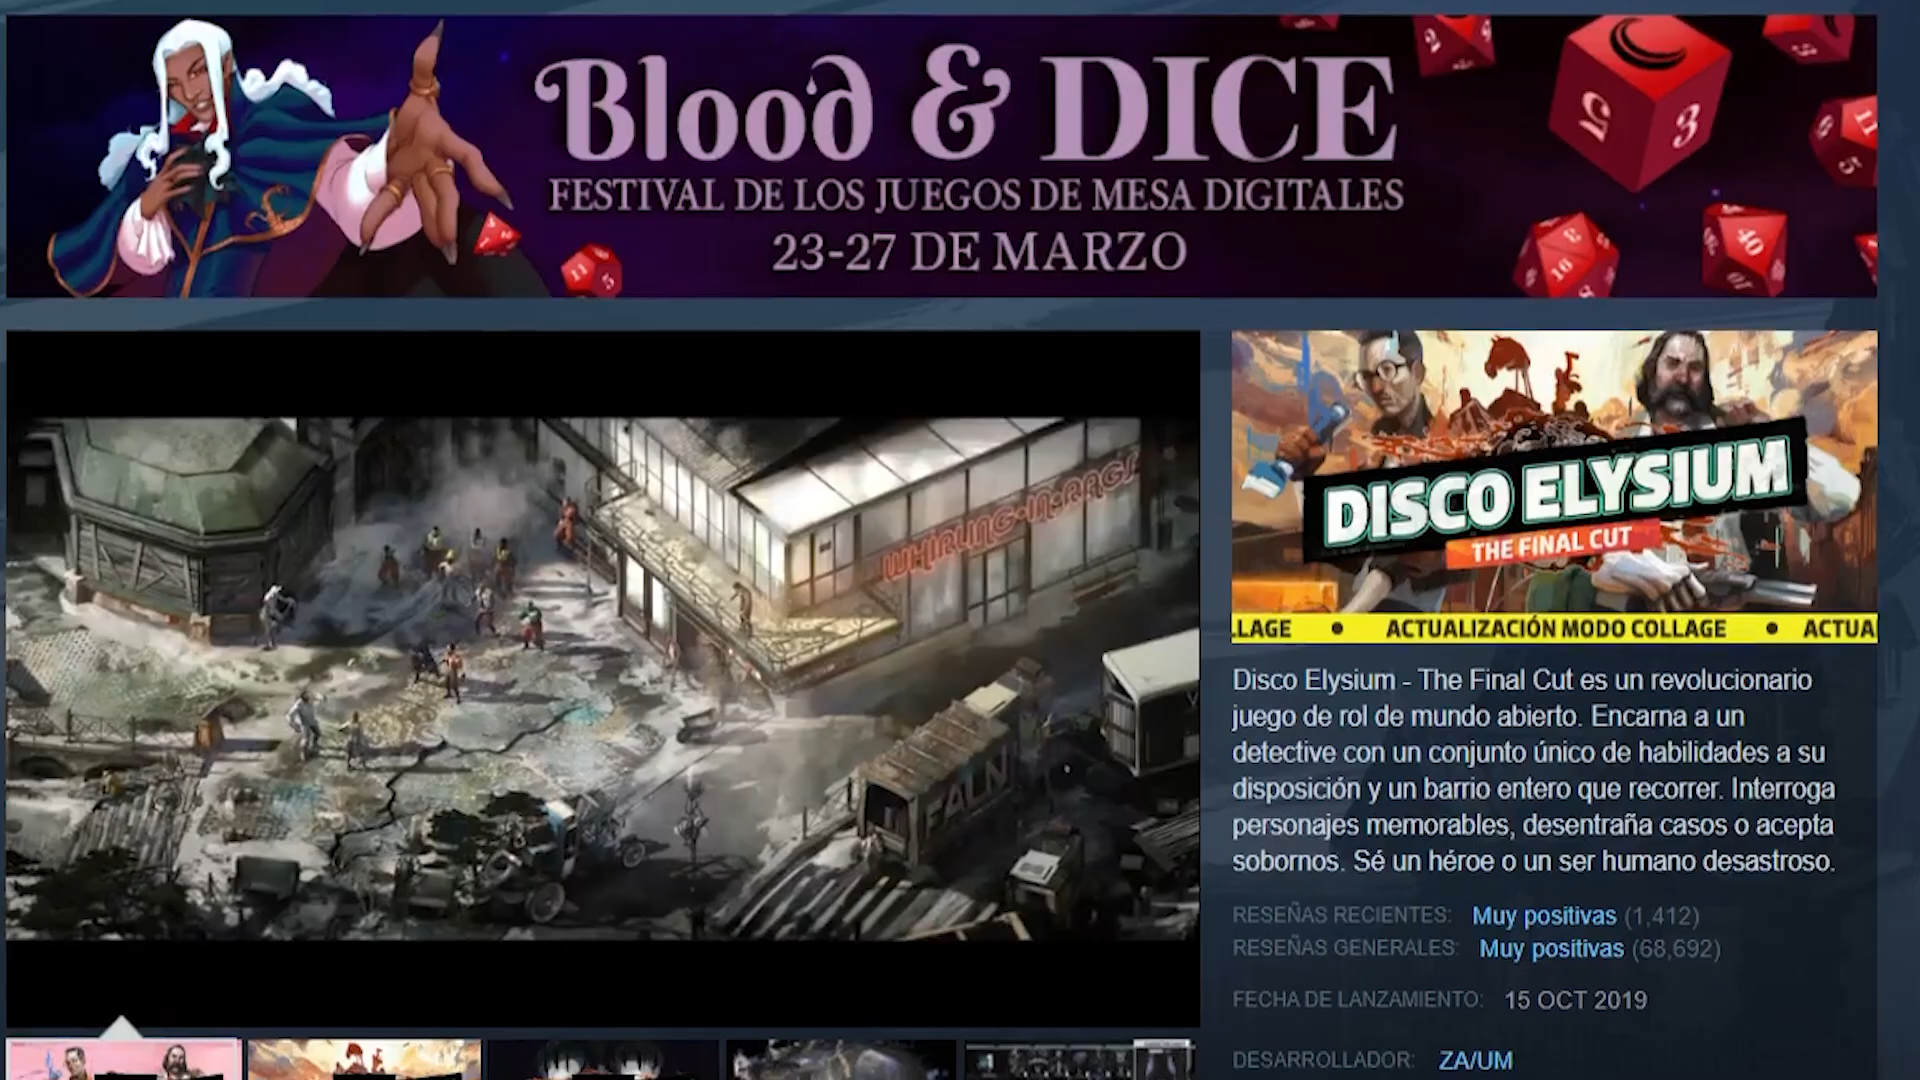 Blood & DICE
FESTIVAL DE LOS JUEGOS DE MESA DIGITALES
23-27 DE MARZO
WHIRLING-IN-RAGS
FALN
DISCO ELYSIUM
THE FINAL CUT
.LAGE • ACTUALIZACIÓN MODO COLLAGE • ACTUA
Disco Elysium - The Final Cut es un revolucionario
juego de rol de mundo abierto. Encarna a un
detective con un conjunto único de habilidades a su
disposición y un barrio entero que recorrer. Interroga
personajes memorables, desentraña casos o acepta
sobornos. Sé un héroe o un ser humano desastroso.
RESEÑAS RECIENTES: Muy positivas (1,412)
RESEÑAS GENERALES: Muy positivas (68,692)
FECHA DE LANZAMIENTO: 15 OCT 2019
DESARROLLADOR: ZA/UM